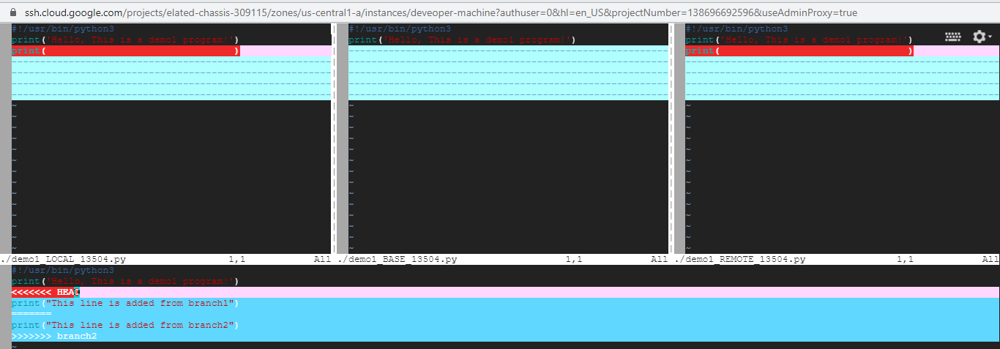 ssh.cloud.google.com/projects/elated-chassis-309115/zones/us-central1-a/instances/deveoper-machine?authuser=0&hl=en_US&projectNumber=138696692596&useAdminProxy=true
#!/usr/bin/python3
print('Hello, This is a demo1 program!')
print( )
./demo1_LOCAL_13504.py 1,1 All
#!/usr/bin/python3
print('Hello, This is a demo1 program!')
./demo1_BASE_13504.py 1,1 All
#!/usr/bin/python3
print('Hello, This is a demo1 program!')
print( )
./demo1_REMOTE_13504.py 1,1 All
#!/usr/bin/python3
print('Hello, This is a demo1 program!')
<<<<<<< HEAD
print("This line is added from branch1")
=======
print("This line is added from branch2")
>>>>>>> branch2